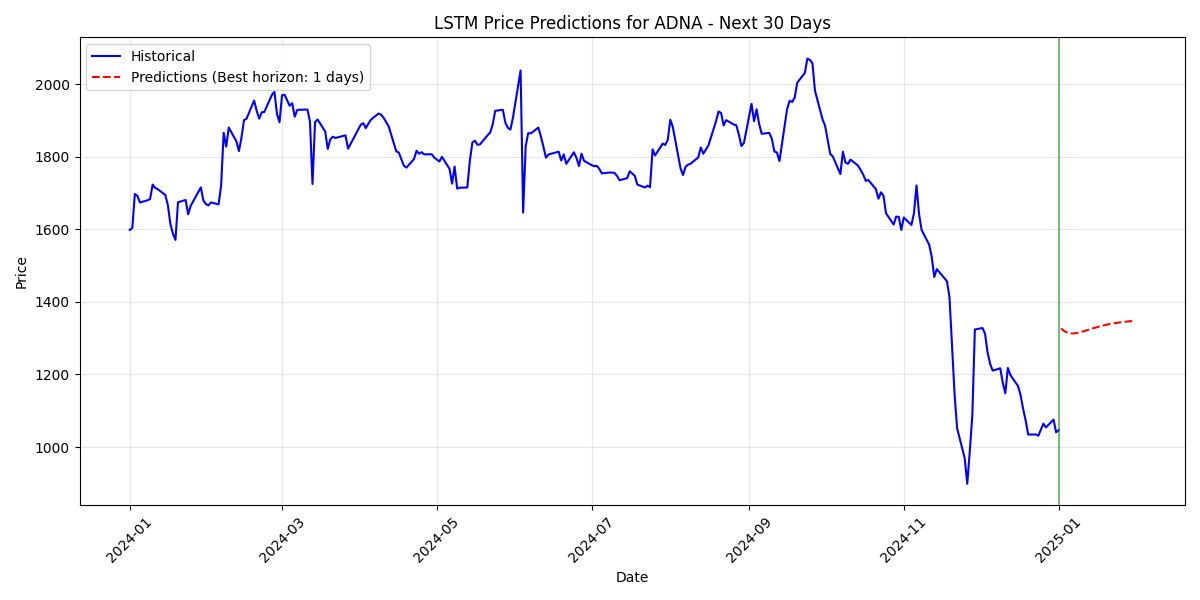 LSTM Price Predictions for ADNA - Next 30 Days
Historical
Predictions (Best horizon: 1 days)
Price
2000
1800
1600
1400
1200
1000
2024-01
2024-03
2024-05
2024-07
2024-09
2024-11
2025-01
Date